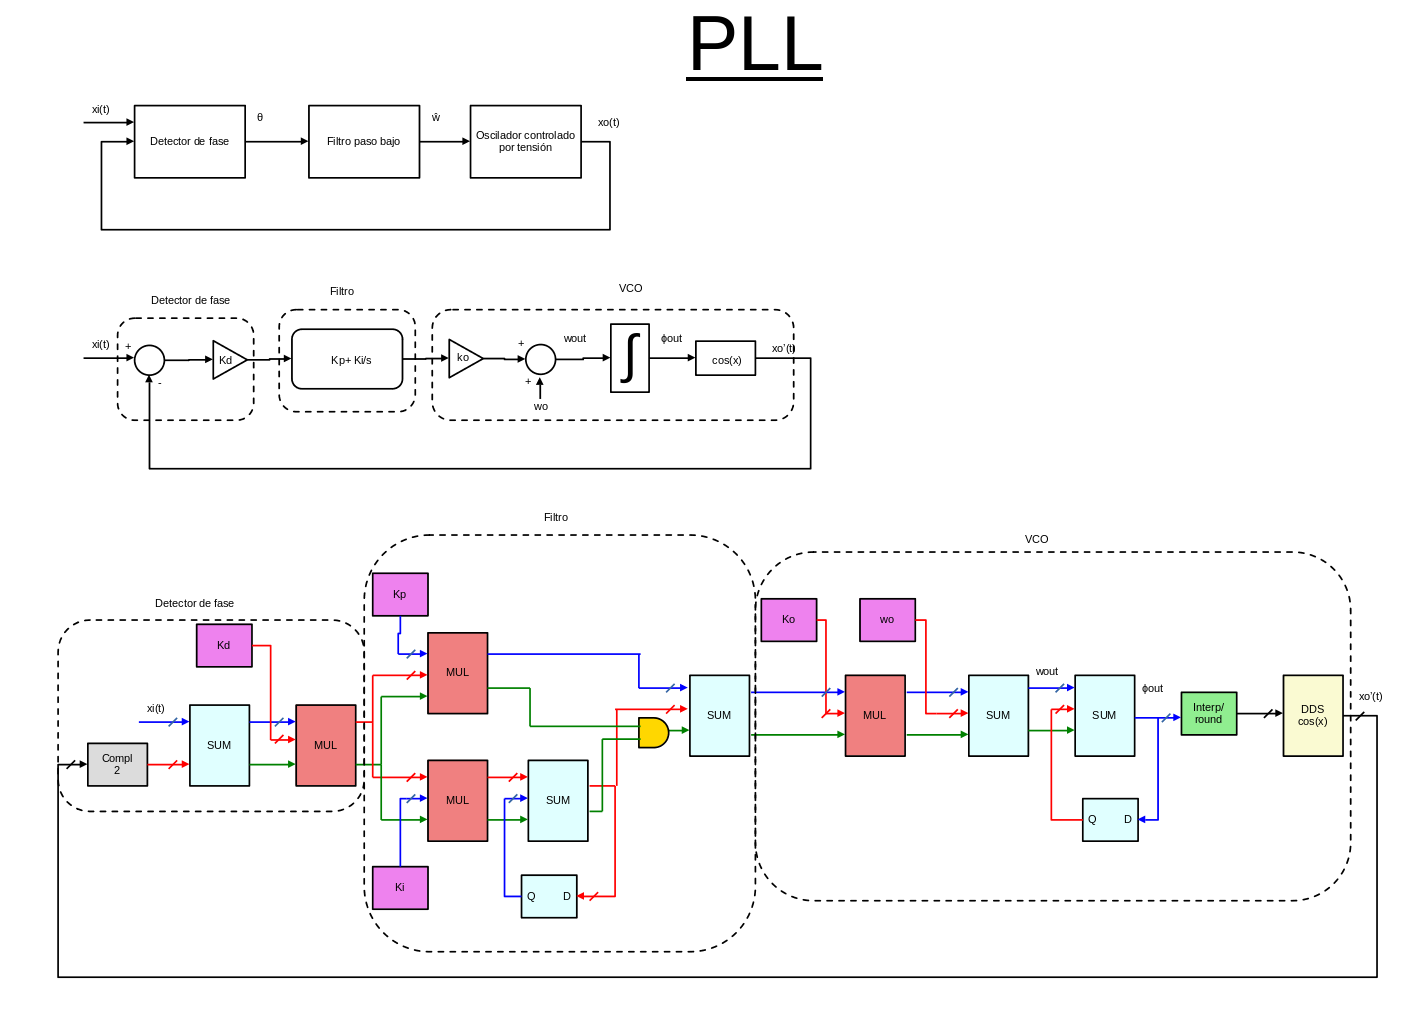 PLL
xi(t)
θ
ŵ
xo(t)
Detector de fase
Filtro paso bajo
Oscilador controlado
por tensión
Detector de fase
Filtro
VCO
xi(t)
+
-
Kd
Kp+ Ki/s
ko
+
+
wo
wout
∫
ϕout
cos(x)
xo'(t)
Filtro
VCO
Detector de fase
Kd
xi(t)
Compl
2
SUM
MUL
Kp
MUL
MUL
SUM
Ki
Q D
SUM
Ko
wo
MUL
SUM
wout
SUM
ϕout
Q D
Interp/
round
DDS
cos(x)
xo'(t)